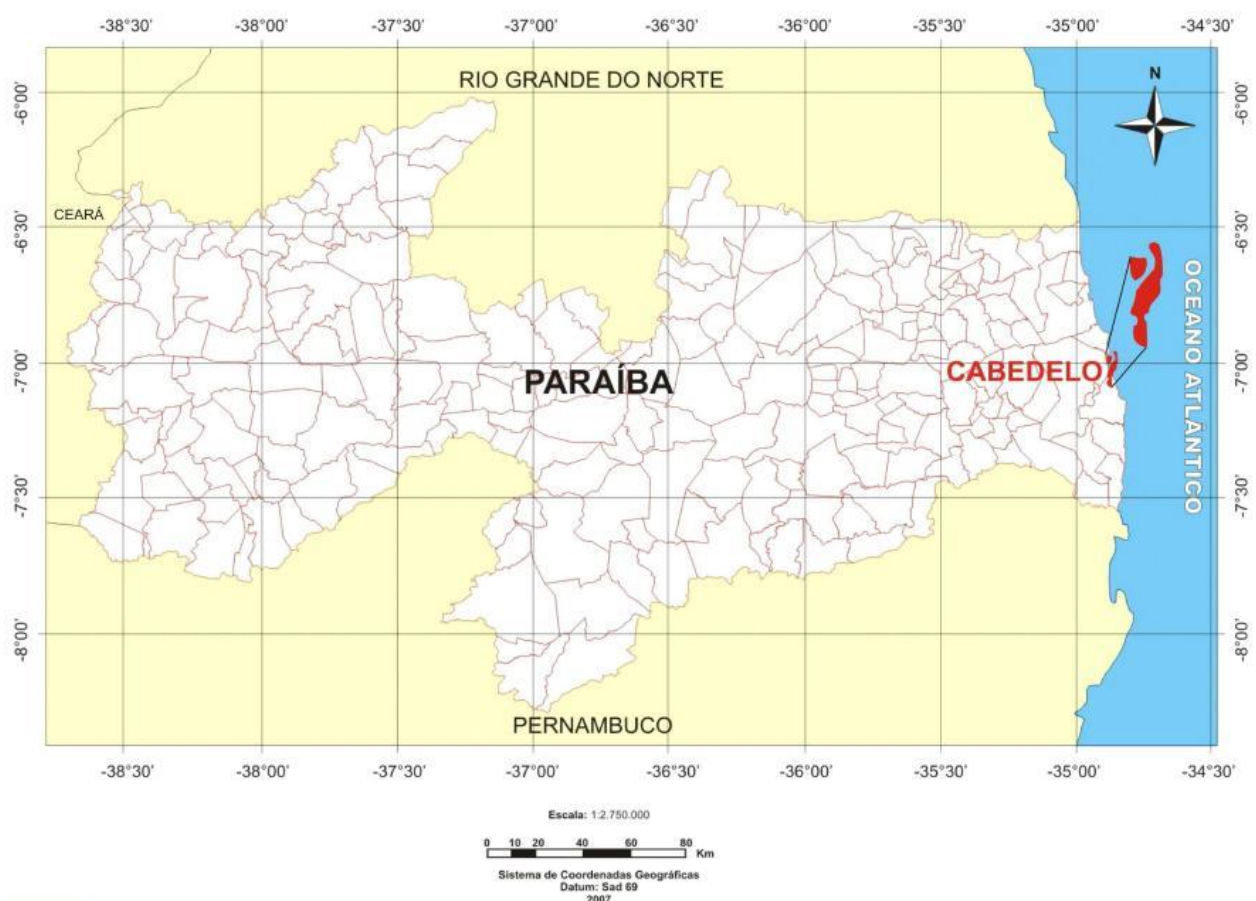 -38°30' -38°00' -37°30' -37°00' -36°30' -36°00' -35°30' -35°00' -34°30'
RIO GRANDE DO NORTE
N
-6°00' -6°00'
CEARÁ
-6°30' -6°30'
OCEANO ATLÂNTICO
-7°00' -7°00'
CABEDELO
PARAÍBA
-7°30' -7°30'
-8°00' -8°00'
PERNAMBUCO
-38°30' -38°00' -37°30' -37°00' -36°30' -36°00' -35°30' -35°00' -34°30'
Escala: 1:2.750.000
0 10 20 40 60 80
Km
Sistema de Coordenadas Geográficas
Datum: Sad 69
2007